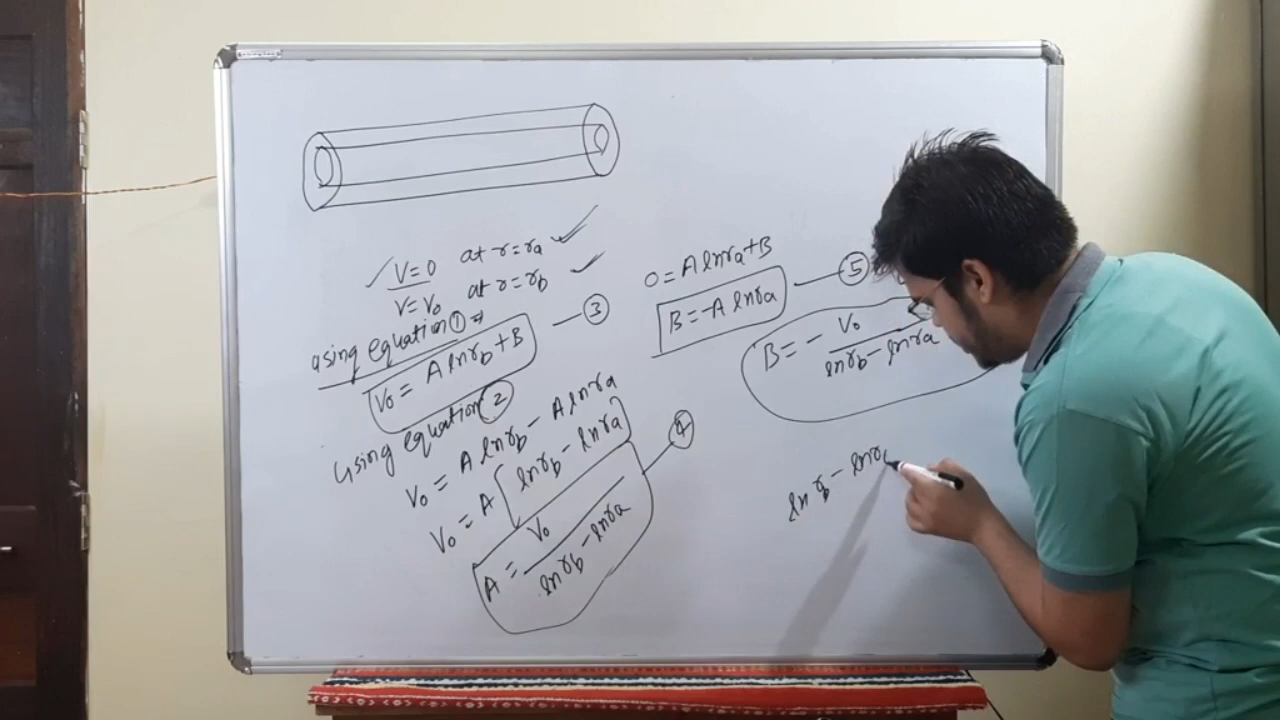 V=0 at r=ra
V=V₀ at r=rb
using equation ① ⇒
V₀ = A ln rb + B — ③
using equation ②
V₀ = A ln rb − A ln ra
V₀ = A [ln rb − ln ra]
A = V₀ / (ln rb − ln ra) — ④
0 = A ln ra + B
B = −A ln ra — ⑤
B = − V₀ / (ln rb − ln ra)
ln rb − ln r